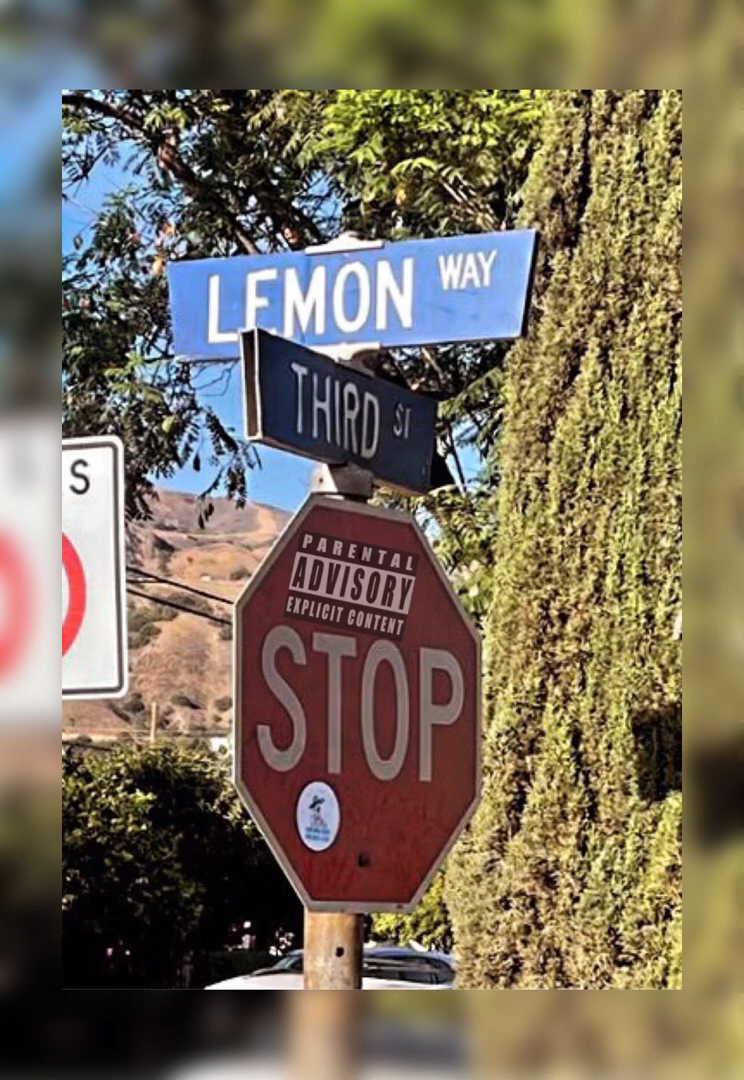 LEMON WAY
THIRD ST
S
PARENTAL
ADVISORY
EXPLICIT CONTENT
STOP